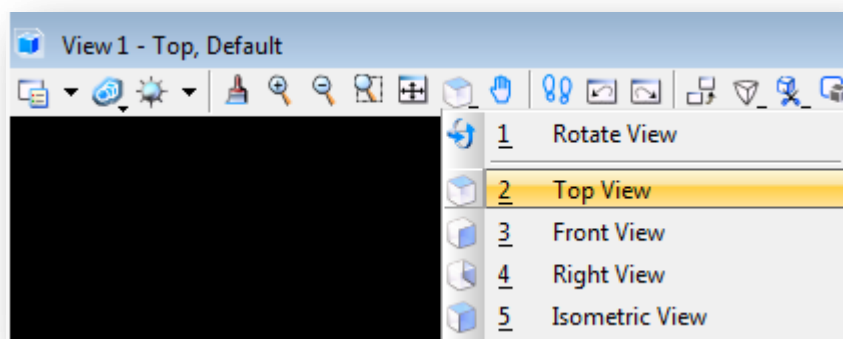 View 1 - Top, Default
1 Rotate View
2 Top View
3 Front View
4 Right View
5 Isometric View